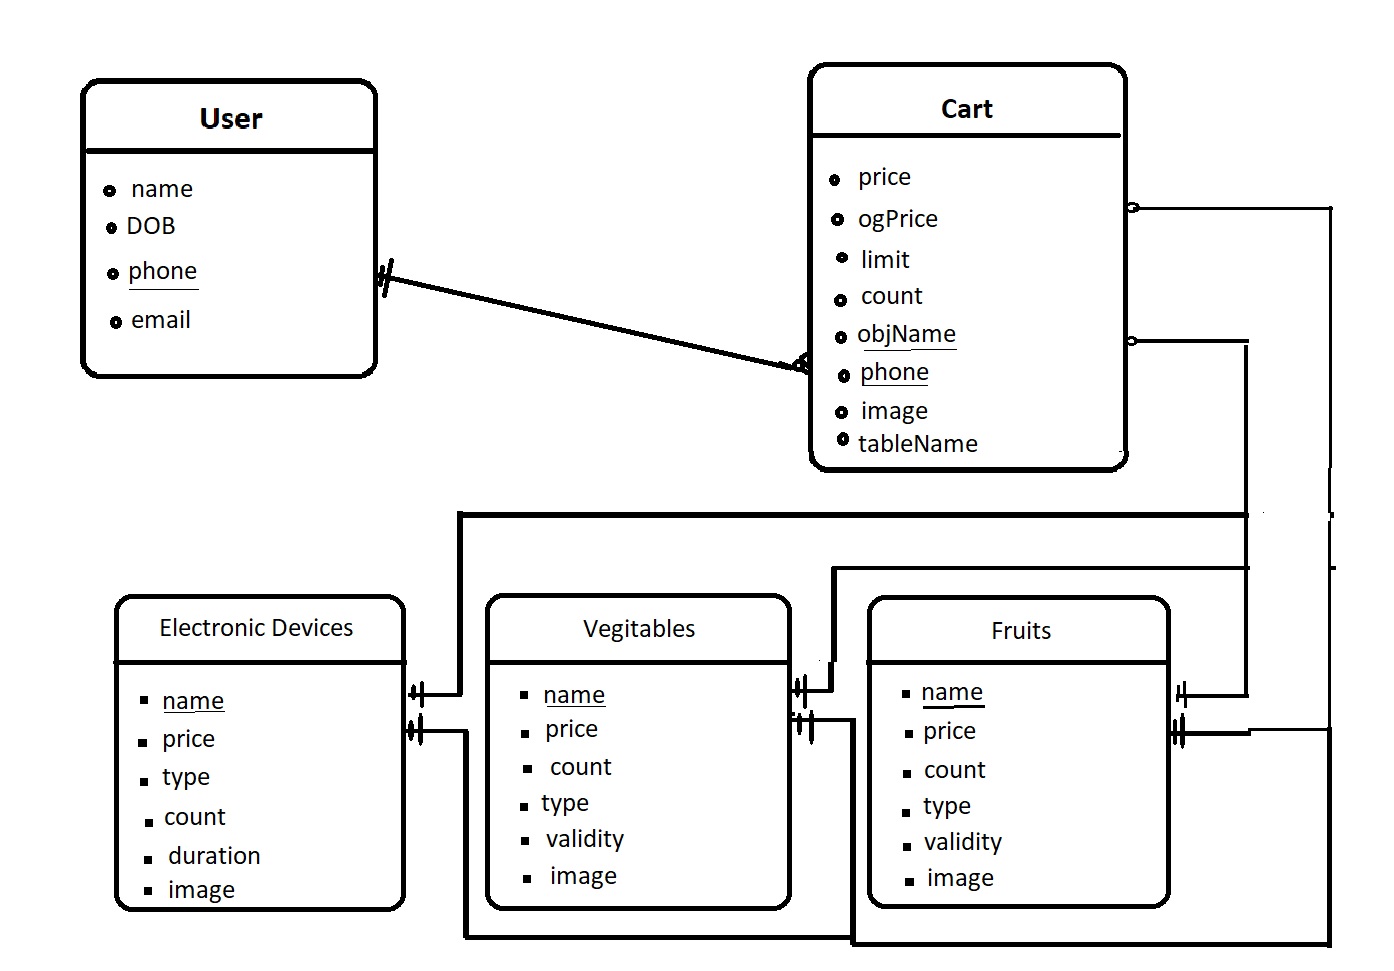 User
name
DOB
phone
email
Cart
price
ogPrice
limit
count
objName
phone
image
tableName
Electronic Devices
name
price
type
count
duration
image
Vegitables
name
price
count
type
validity
image
Fruits
name
price
count
type
validity
image